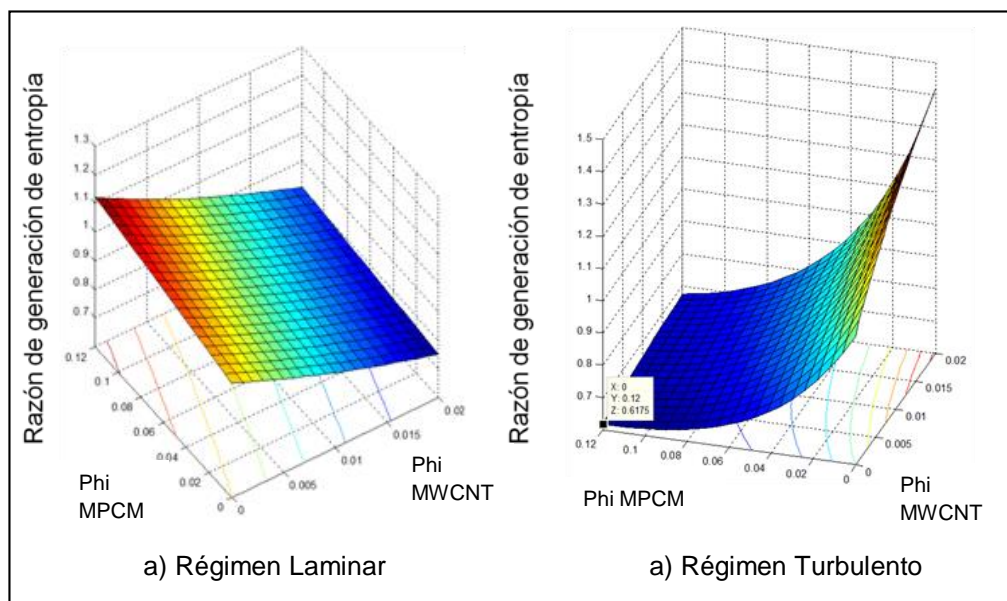 Razón de generación de entropía
1.3
1.2
1.1
1
0.9
0.8
0.7
0.12
0.1
0.08
0.06
0.04
0.02
0
0
0.005
0.01
0.015
0.02
Phi
MPCM
Phi
MWCNT
a) Régimen Laminar
Razón de generación de entropía
1.5
1.4
1.3
1.2
1.1
1
0.9
0.8
0.7
X: 0
Y: 0.12
Z: 0.6175
0.12
0.1
0.08
0.06
0.04
0.02
0
0
0.005
0.01
0.015
0.02
Phi MPCM
Phi
MWCNT
a) Régimen Turbulento